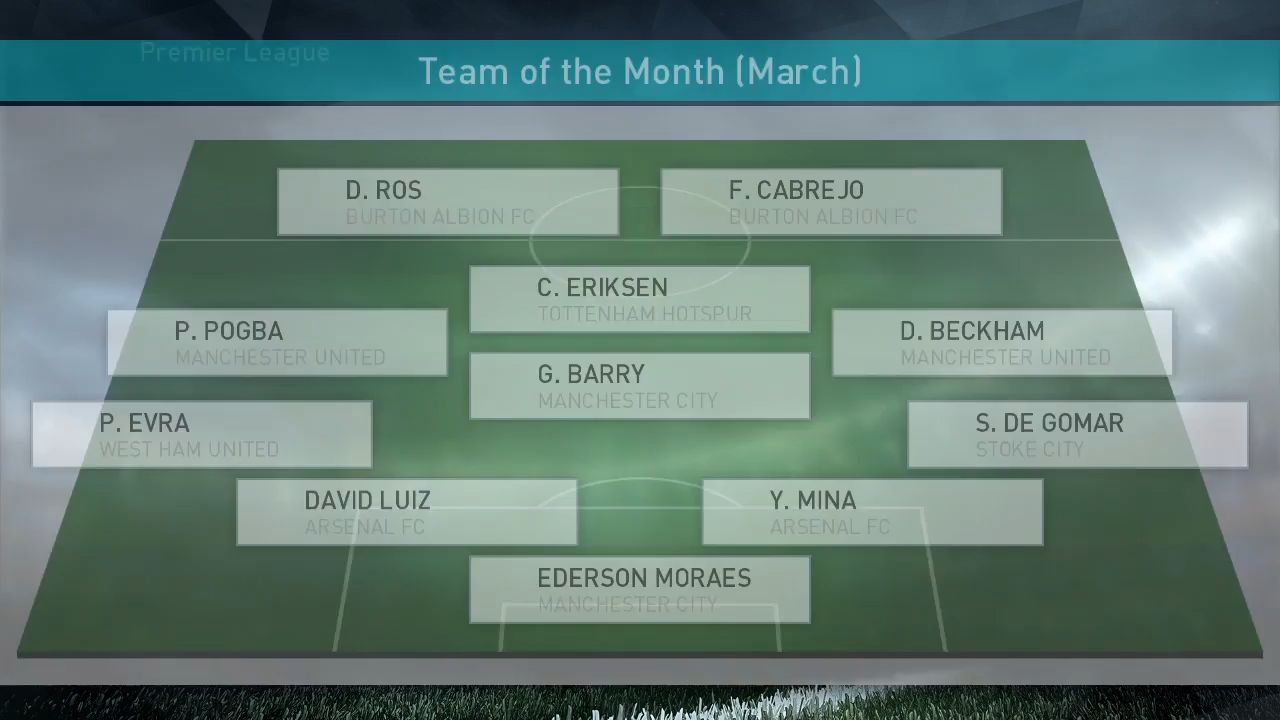 Premier League
Team of the Month (March)
D. ROS
BURTON ALBION FC
F. CABREJO
BURTON ALBION FC
C. ERIKSEN
TOTTENHAM HOTSPUR
P. POGBA
MANCHESTER UNITED
D. BECKHAM
MANCHESTER UNITED
G. BARRY
MANCHESTER CITY
P. EVRA
WEST HAM UNITED
S. DE GOMAR
STOKE CITY
DAVID LUIZ
ARSENAL FC
Y. MINA
ARSENAL FC
EDERSON MORAES
MANCHESTER CITY